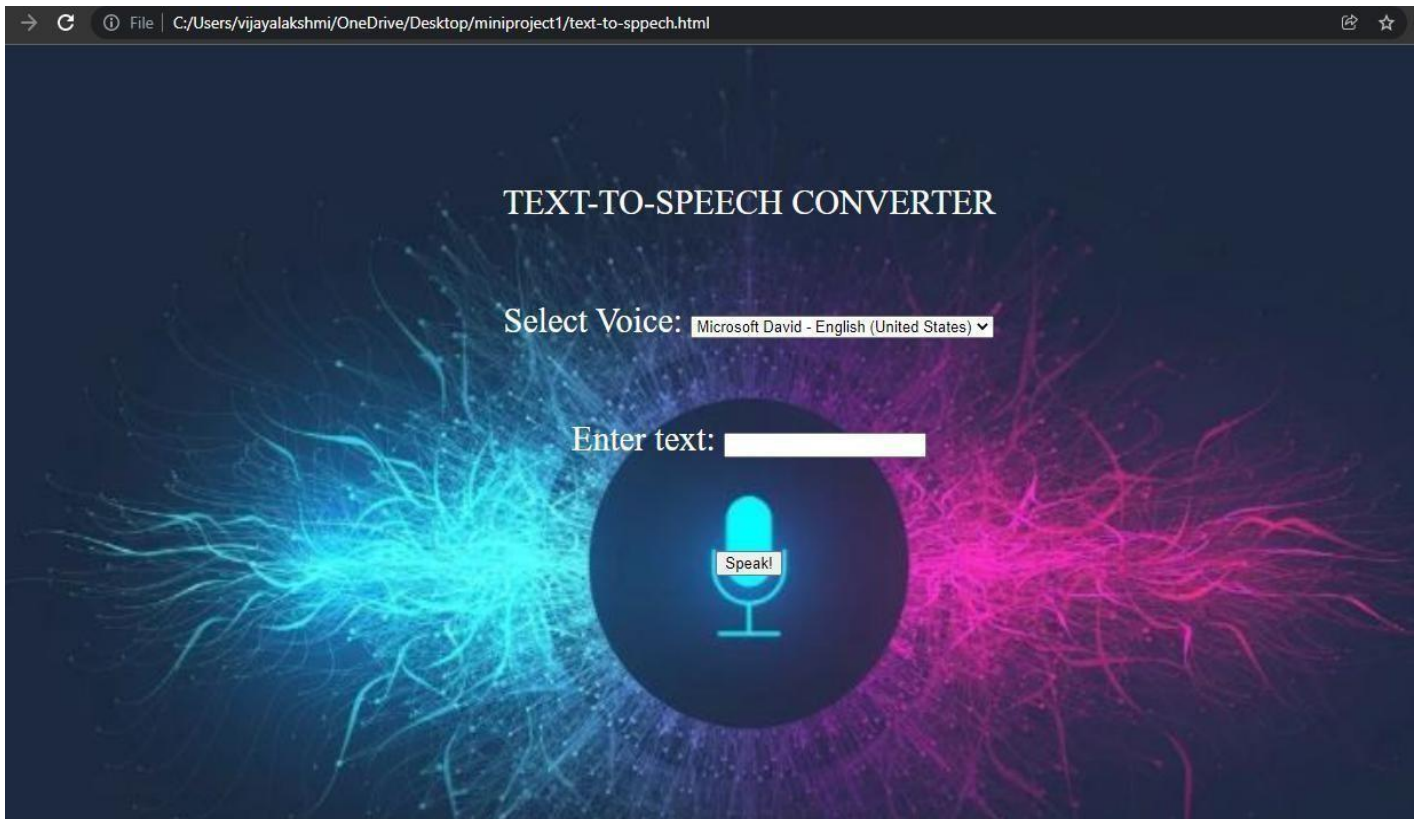 File | C:/Users/vijayalakshmi/OneDrive/Desktop/miniproject1/text-to-sppech.html
TEXT-TO-SPEECH CONVERTER
Select Voice: Microsoft David - English (United States)
Enter text:
Speak!